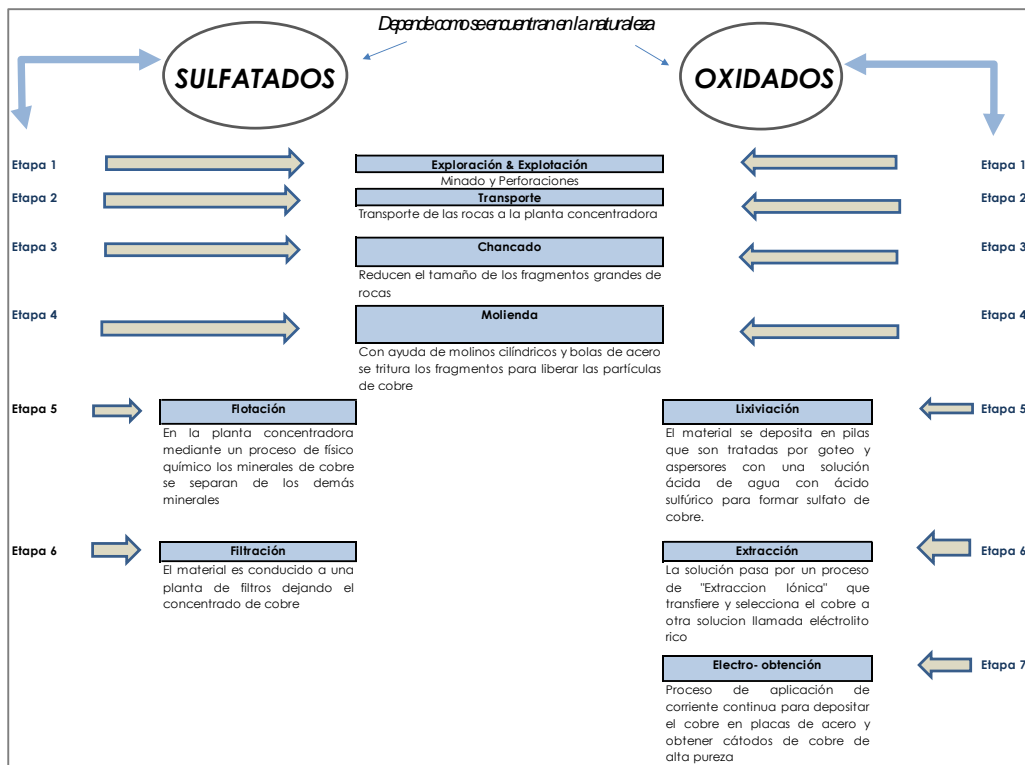 Depende como se encuentran en la naturaleza
SULFATADOS
OXIDADOS
Etapa 1
Exploración & Explotación
Etapa 1
Minado y Perforaciones
Etapa 2
Transporte
Etapa 2
Transporte de las rocas a la planta concentradora
Etapa 3
Chancado
Etapa 3
Reducen el tamaño de los fragmentos grandes de
rocas
Etapa 4
Molienda
Etapa 4
Con ayuda de molinos cilíndricos y bolas de acero
se tritura los fragmentos para liberar las partículas
de cobre
Etapa 5
Flotación
En la planta concentradora
mediante un proceso de físico
químico los minerales de cobre
se separan de los demás
minerales
Lixiviación
Etapa 5
El material se deposita en pilas
que son tratadas por goteo y
aspersores con una solución
ácida de agua con ácido
sulfúrico para formar sulfato de
cobre.
Etapa 6
Filtración
El material es conducido a una
planta de filtros dejando el
concentrado de cobre
Extracción
Etapa 6
La solución pasa por un proceso
de "Extraccion Iónica" que
transfiere y selecciona el cobre a
otra solucion llamada eléctrólito
rico
Electro- obtención
Etapa 7
Proceso de aplicación de
corriente continua para depositar
el cobre en placas de acero y
obtener cátodos de cobre de
alta pureza